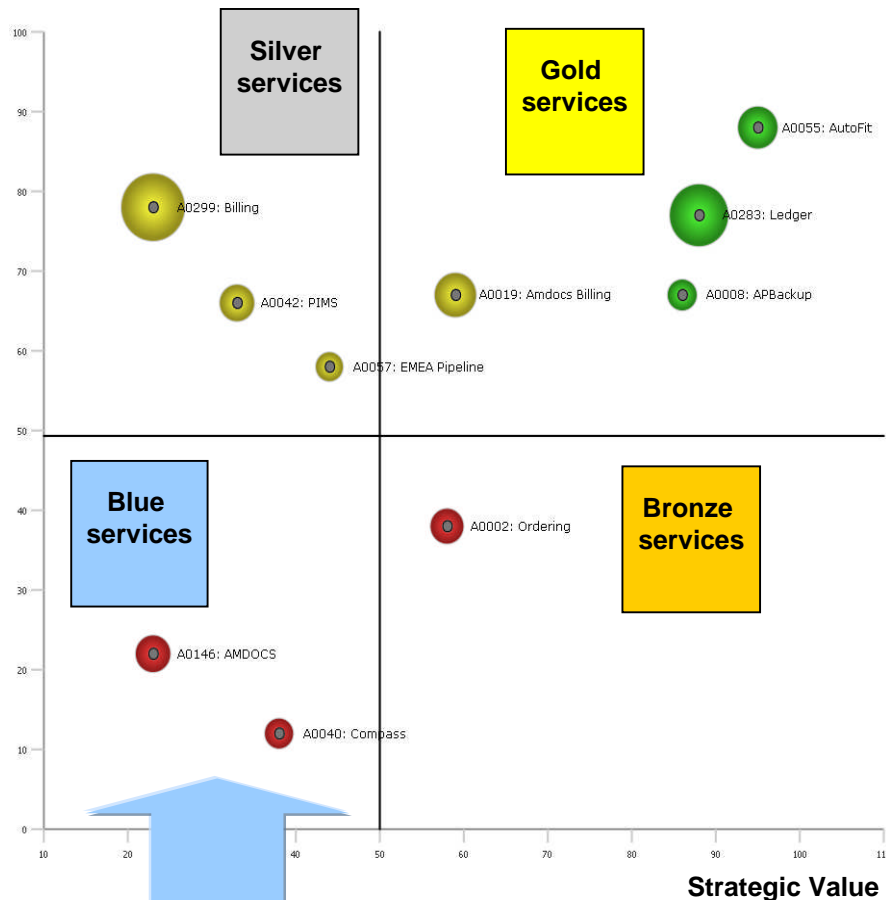 100
90
80
70
60
50
40
30
20
10
0
Silver
services
Gold
services
A0055: AutoFit
A0299: Billing
A0283: Ledger
A0042: PIMS
A0019: Amdocs Billing
A0008: APBackup
A0057: EMEA Pipeline
Blue
services
Bronze
services
A0002: Ordering
A0146: AMDOCS
A0040: Compass
10
20
40
50
60
70
80
90
100
11
Strategic Value